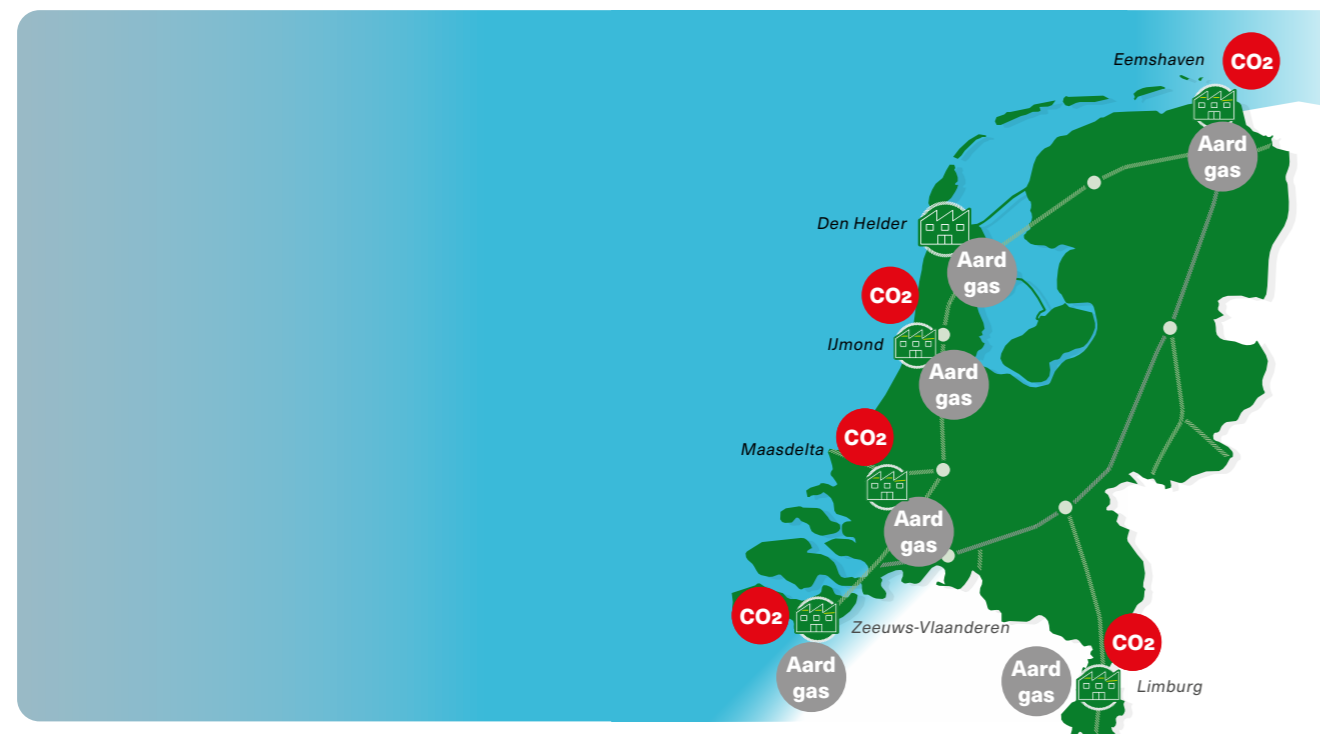 Eemshaven
CO2
Aard
gas
Den Helder
Aard
gas
CO2
IJmond
Aard
gas
CO2
Maasdelta
Aard
gas
CO2
Zeeuws-Vlaanderen
Aard
gas
CO2
Aard
gas
Limburg